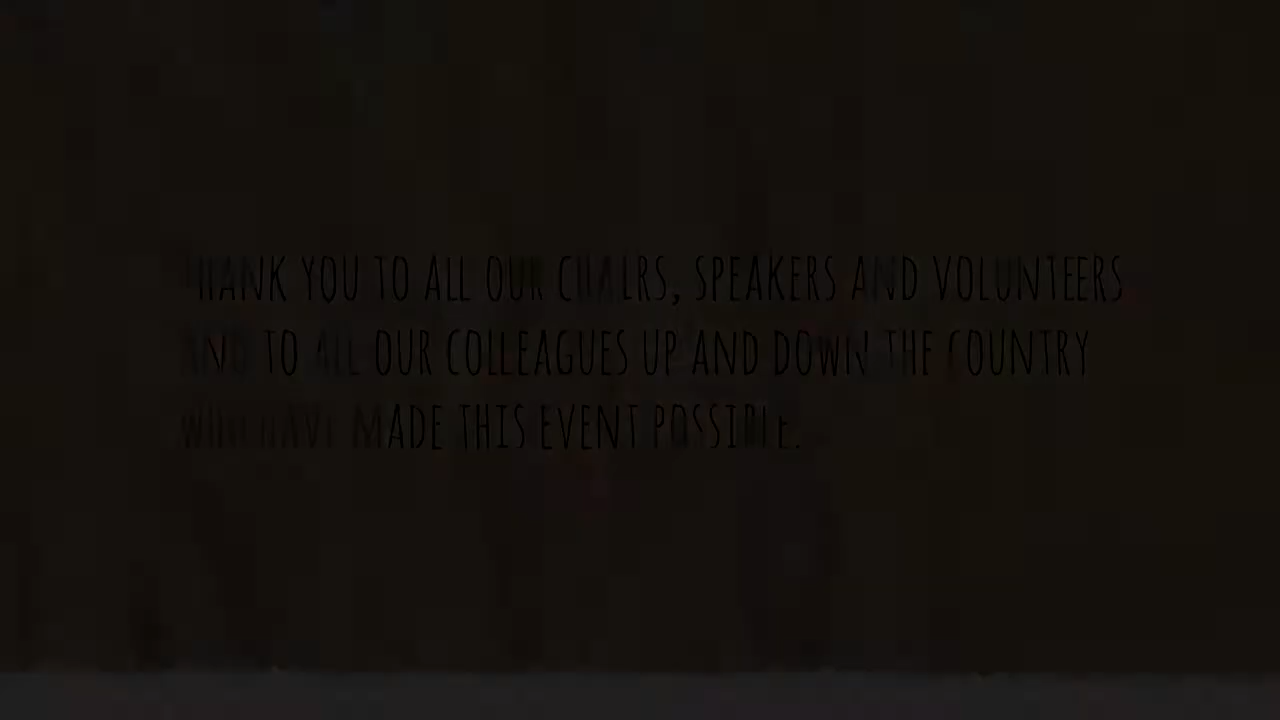 THANK YOU TO ALL OUR CHAIRS, SPEAKERS AND VOLUNTEERS
AND TO ALL OUR COLLEAGUES UP AND DOWN THE COUNTRY
WHO HAVE MADE THIS EVENT POSSIBLE.